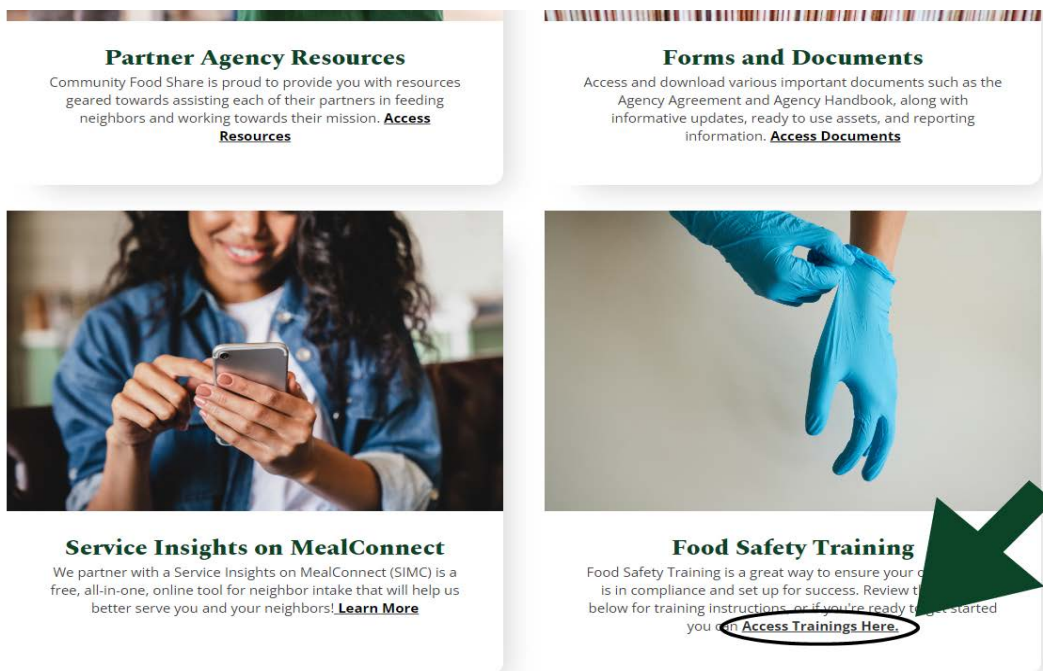 Partner Agency Resources
Community Food Share is proud to provide you with resources
geared towards assisting each of their partners in feeding
neighbors and working towards their mission. Access
Resources
Forms and Documents
Access and download various important documents such as the
Agency Agreement and Agency Handbook, along with
informative updates, ready to use assets, and reporting
information. Access Documents
Service Insights on MealConnect
We partner with a Service Insights on MealConnect (SIMC) is a
free, all-in-one, online tool for neighbor intake that will help us
better serve you and your neighbors! Learn More
Food Safety Training
Food Safety Training is a great way to ensure your
is in compliance and set up for success. Review
below for training instructions, or if you're ready to get started
you can Access Trainings Here.